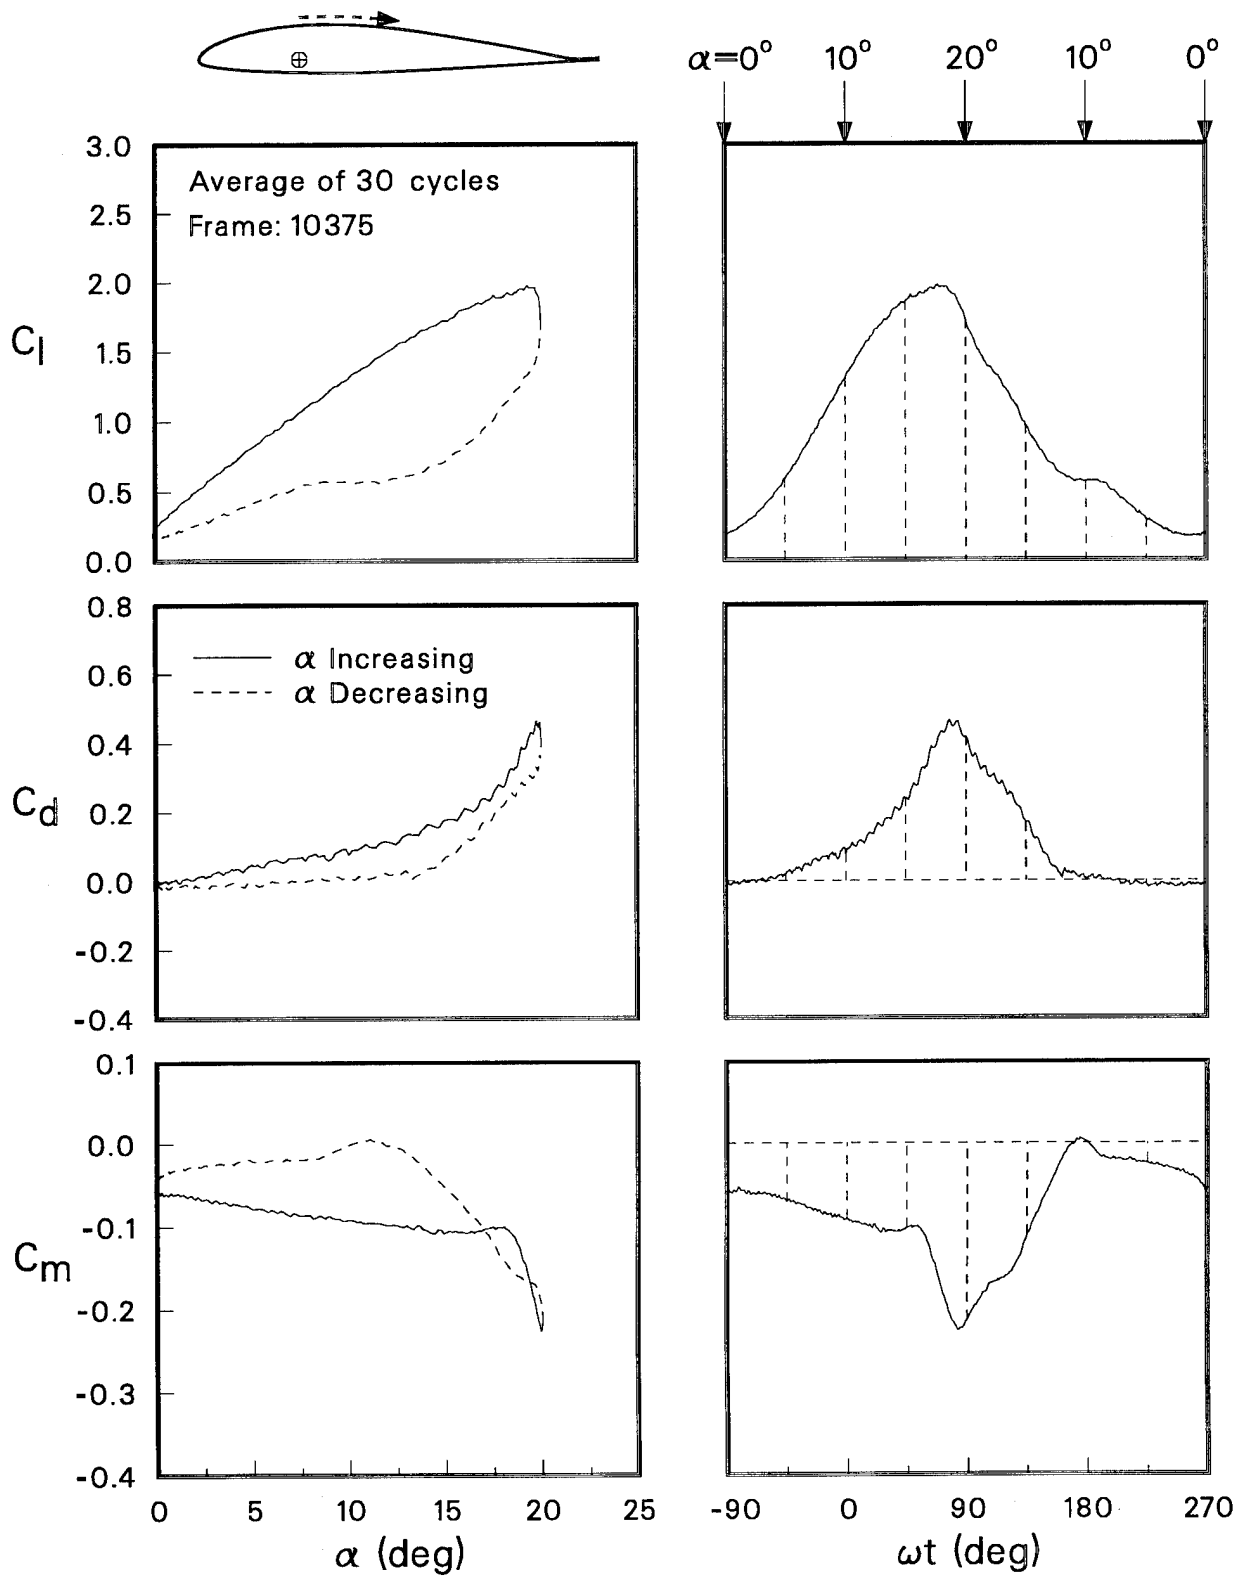 α=0° 10° 20° 10° 0°
3.0
2.5
2.0
1.5
1.0
0.5
0.0
Cl
Average of 30 cycles
Frame: 10375
0.8
0.6
0.4
0.2
0.0
-0.2
-0.4
Cd
α Increasing
α Decreasing
0.1
0.0
-0.1
-0.2
-0.3
-0.4
Cm
0 5 10 15 20 25
α (deg)
-90 0 90 180 270
ωt (deg)